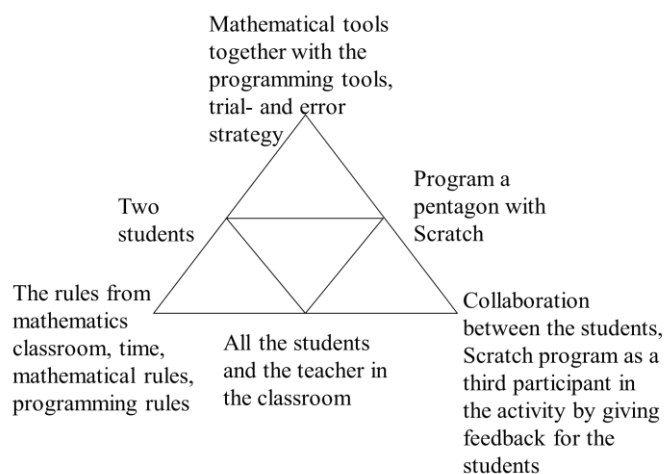 Mathematical tools
together with the
programming tools,
trial- and error
strategy
Two
students
Program a
pentagon with
Scratch
The rules from
mathematics
classroom, time,
mathematical rules,
programming rules
All the students
and the teacher in
the classroom
Collaboration
between the students,
Scratch program as a
third participant in
the activity by giving
feedback for the
students